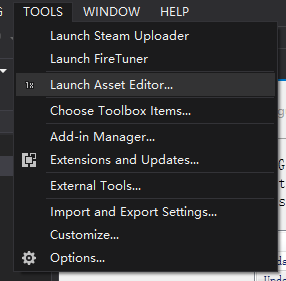 TOOLS WINDOW HELP
Launch Steam Uploader
Launch FireTuner
1x Launch Asset Editor...
Choose Toolbox Items...
Add-in Manager...
Extensions and Updates...
External Tools...
Import and Export Settings...
Customize...
Options...